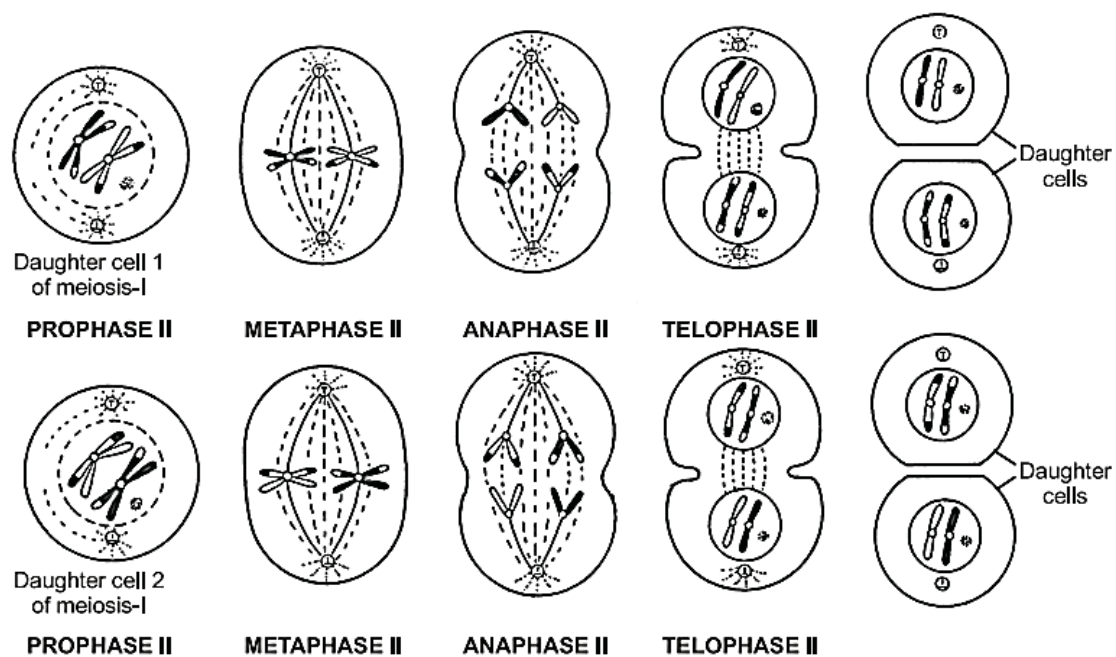 Daughter cell 1
of meiosis-I
Daughter
cells
PROPHASE II
METAPHASE II
ANAPHASE II
TELOPHASE II
Daughter cell 2
of meiosis-I
Daughter
cells
PROPHASE II
METAPHASE II
ANAPHASE II
TELOPHASE II